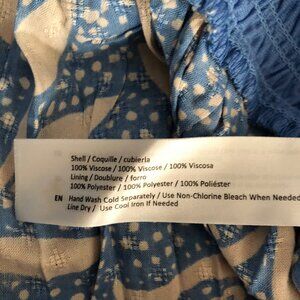 Shell / Coquille / cubierla
100% Viscose / 100% Viscose / 100% Viscosa
Lining / Doublure / forro
100% Polyester / 100% Polyester / 100% Poliéster
EN Hand Wash Cold Separately / Use Non-Chlorine Bleach When Needed
Line Dry / Use Cool Iron If Needed